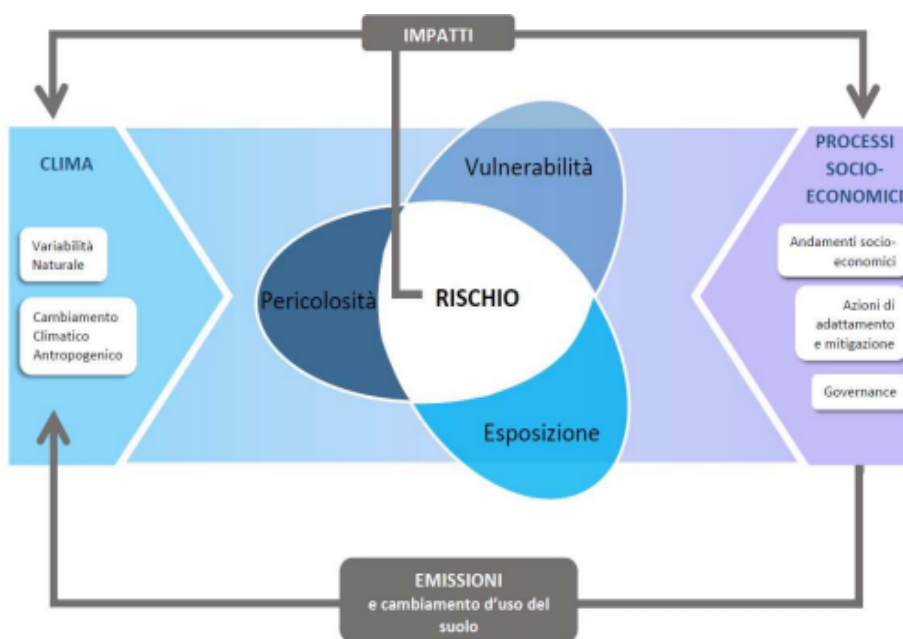 IMPATTI
CLIMA
Variabilità
Naturale
Cambiamento
Climatico
Antropogenico
Vulnerabilità
Pericolosità
RISCHIO
Esposizione
PROCESSI
SOCIO-
ECONOMICI
Andamenti socio-
economici
Azioni di
adattamento
e mitigazione
Governance
EMISSIONI
e cambiamento d'uso del
suolo